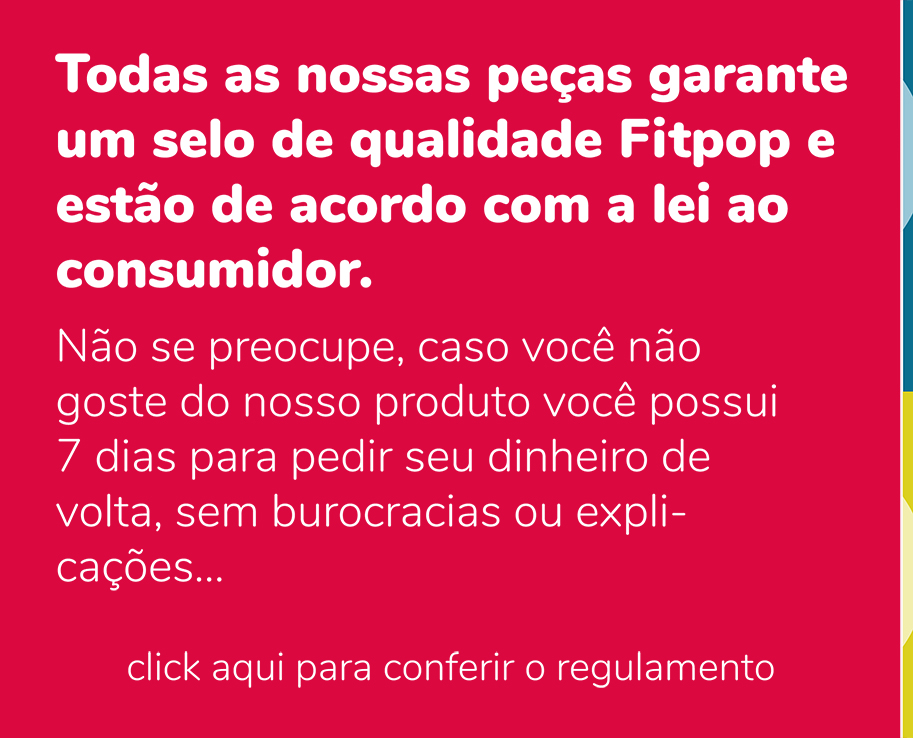 Todas as nossas peças garante
um selo de qualidade Fitpop e
estão de acordo com a lei ao
consumidor.
Não se preocupe, caso você não
goste do nosso produto você possui
7 dias para pedir seu dinheiro de
volta, sem burocracias ou expli-
cações...
click aqui para conferir o regulamento